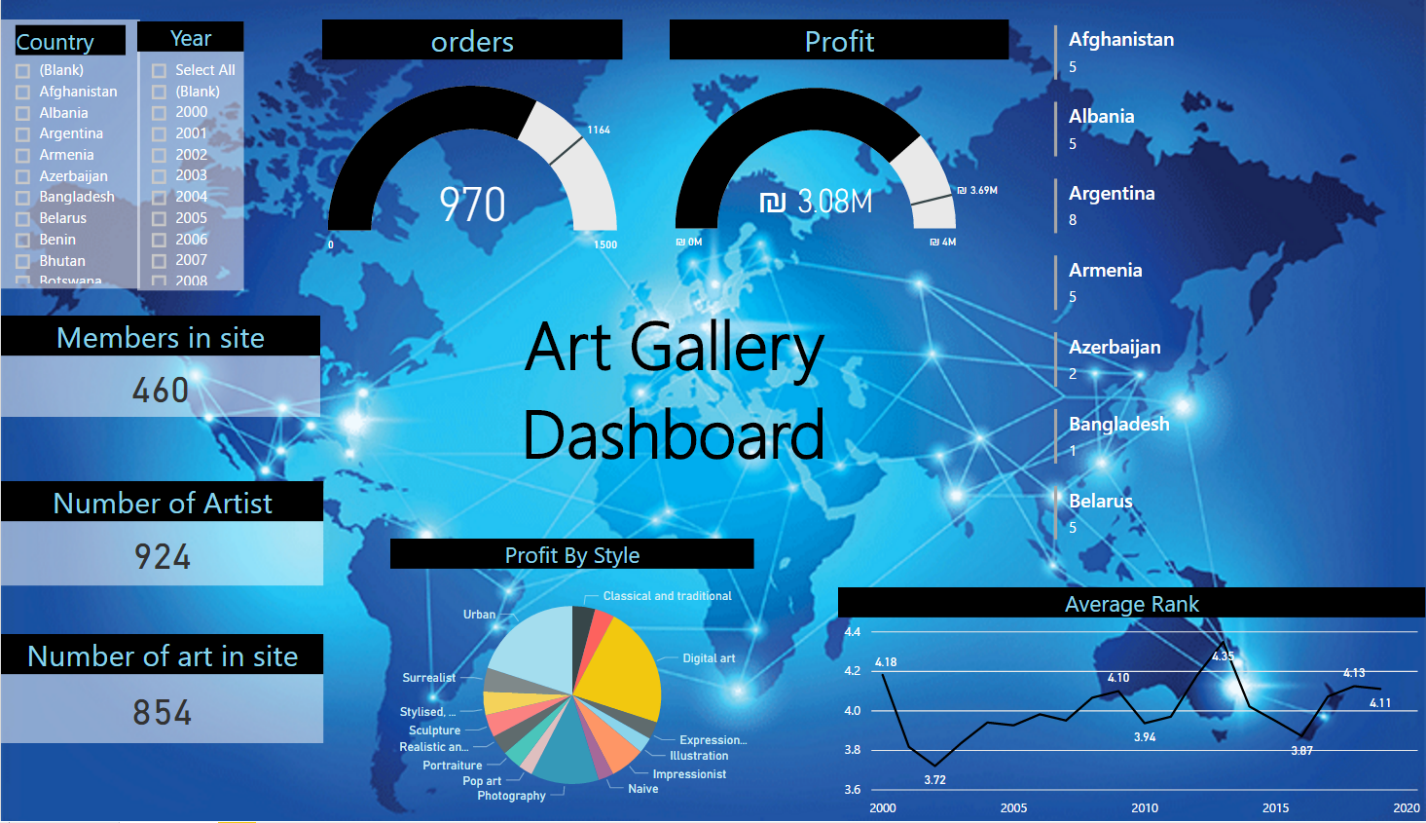 Country
(Blank)
Afghanistan
Albania
Argentina
Armenia
Azerbaijan
Bangladesh
Belarus
Benin
Bhutan
Botswana
Year
Select All
(Blank)
2000
2001
2002
2003
2004
2005
2006
2007
2008
orders
1164
970
0
1500
Profit
₪ 3.69M
₪ 3.08M
₪ 0M
₪ 4M
Afghanistan
5
Albania
5
Argentina
8
Armenia
5
Azerbaijan
2
Bangladesh
1
Belarus
5
Members in site
460
Number of Artist
924
Number of art in site
854
Art Gallery
Dashboard
Profit By Style
Classical and traditional
Urban
Digital art
Surrealist
Stylised, ...
Sculpture
Expression...
Realistic an...
Illustration
Portraiture
Impressionist
Pop art
Naive
Photography
Average Rank
4.4
4.2
4.0
3.8
3.6
4.18
3.72
4.10
3.94
4.35
3.87
4.13
4.11
2000
2005
2010
2015
2020